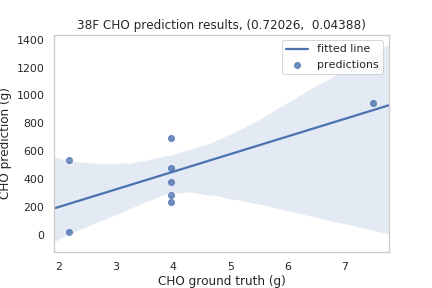 38F CHO prediction results, (0.72026, 0.04388)
fitted line
predictions
CHO prediction (g)
1400
1200
1000
800
600
400
200
0
2 3 4 5 6 7
CHO ground truth (g)